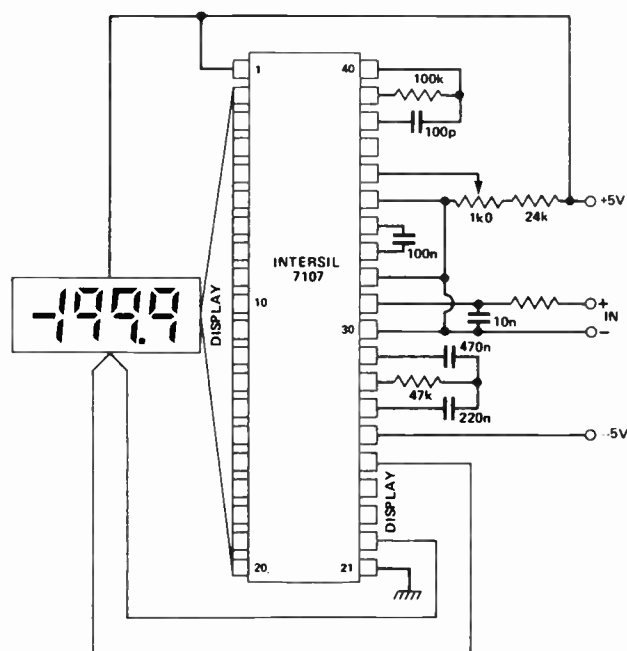 1
40
100k
100p
+5V
1k0
24k
100n
INTERSIL
7107
-199.9
DISPLAY
10
+
IN
10n
30
-
470n
47k
220n
-5V
DISPLAY
20
21